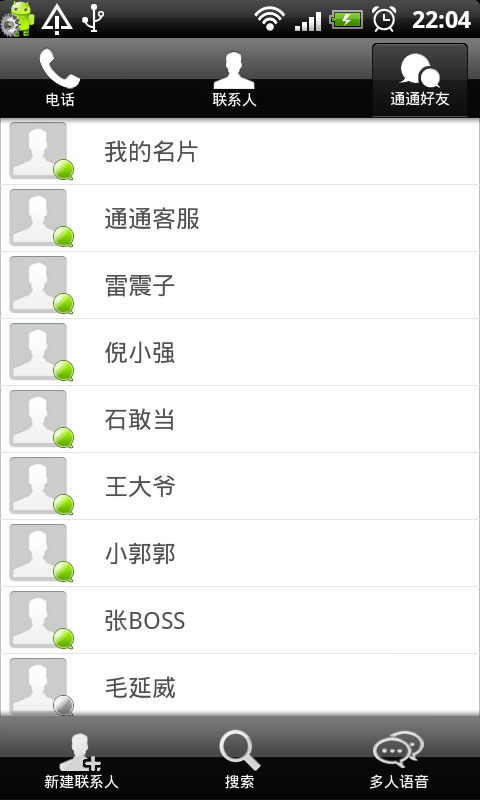 22:04
电话
联系人
通通好友
我的名片
通通客服
雷震子
倪小强
石敢当
王大爷
小郭郭
张BOSS
毛延威
新建联系人
搜索
多人语音